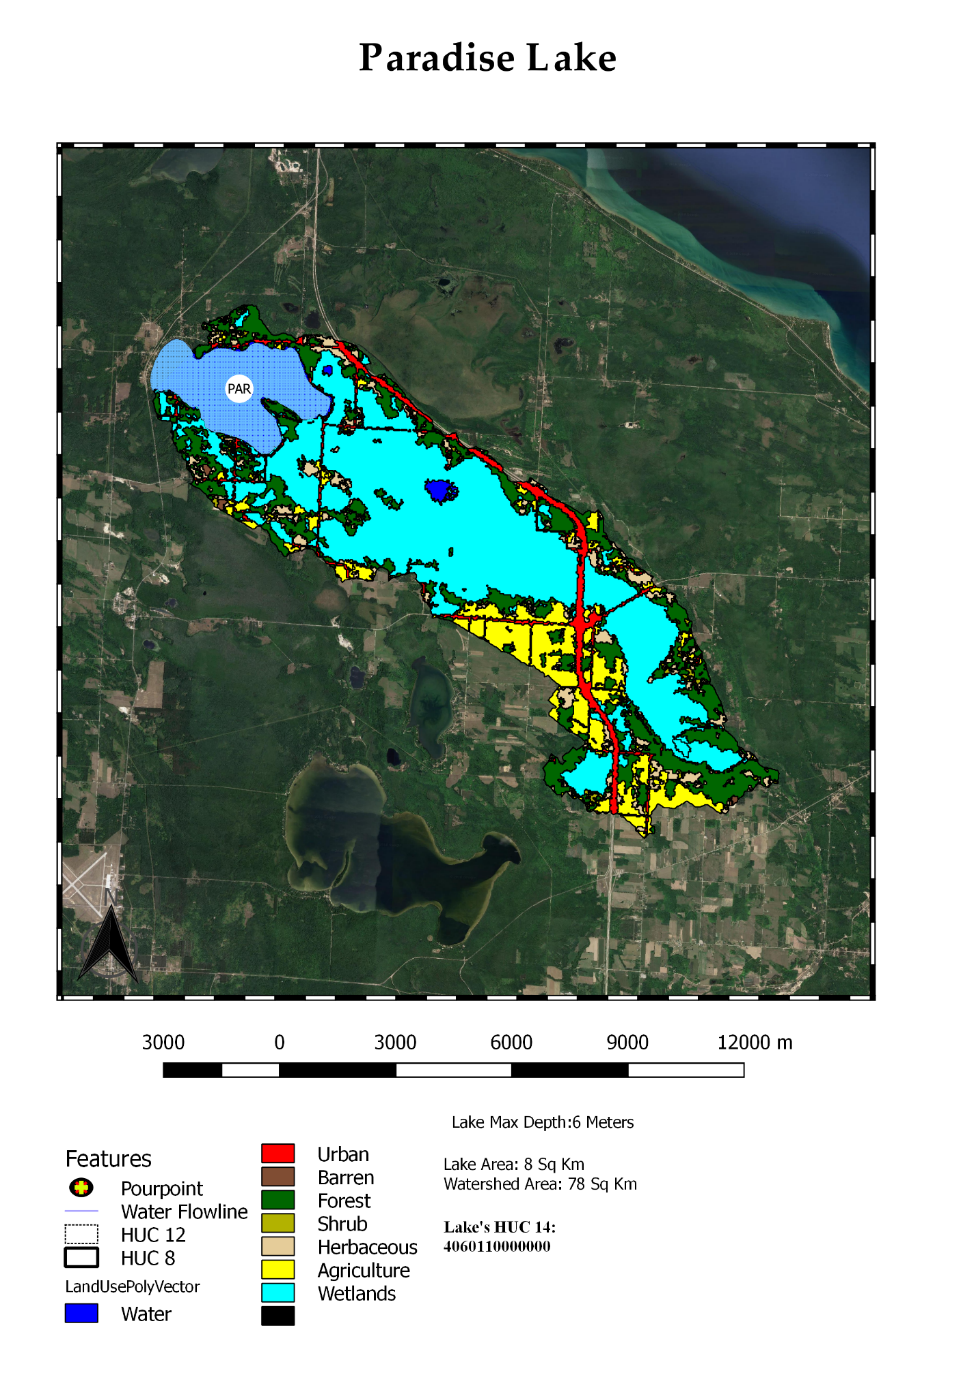 Paradise Lake
PAR
N
3000 0 3000 6000 9000 12000 m
Lake Max Depth:6 Meters
Lake Area: 8 Sq Km
Watershed Area: 78 Sq Km
Lake's HUC 14:
4060110000000
Features
Pourpoint
Water Flowline
HUC 12
HUC 8
LandUsePolyVector
Water
Urban
Barren
Forest
Shrub
Herbaceous
Agriculture
Wetlands